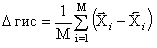 Δ гис = 1/M ∑_{i=1}^{M} (X⃗_i − X̄⃗_i)